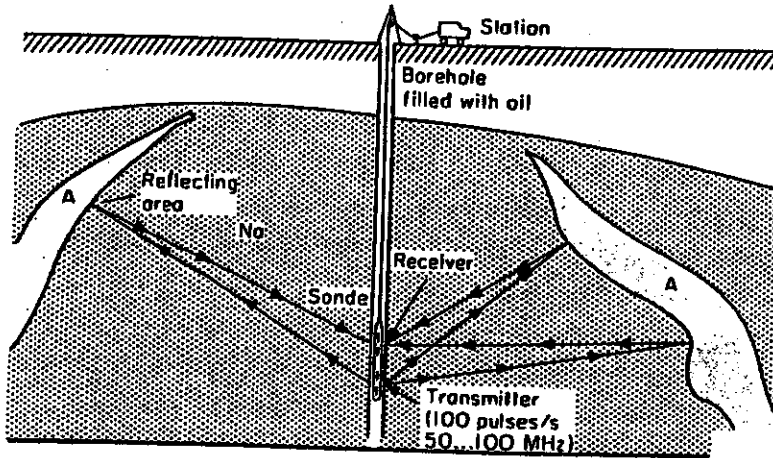 Station
Borehole
filled with oil
A
Reflecting
area
Na
Receiver
Sonde
A
Transmitter
(100 pulses/s
50...100 MHz)